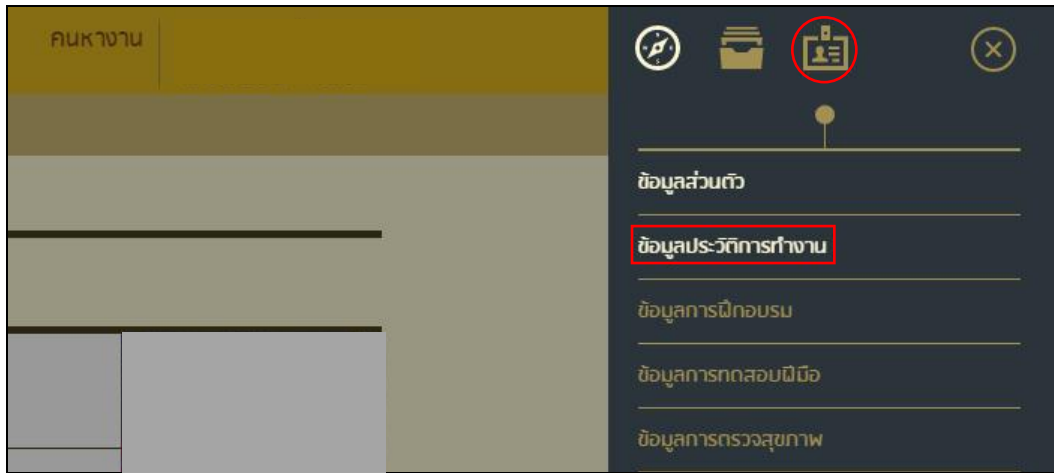 ค้นหางาน
ข้อมูลส่วนตัว
ข้อมูลประวัติการทำงาน
ข้อมูลการฝึกอบรม
ข้อมูลการทดสอบฝีมือ
ข้อมูลการตรวจสุขภาพ